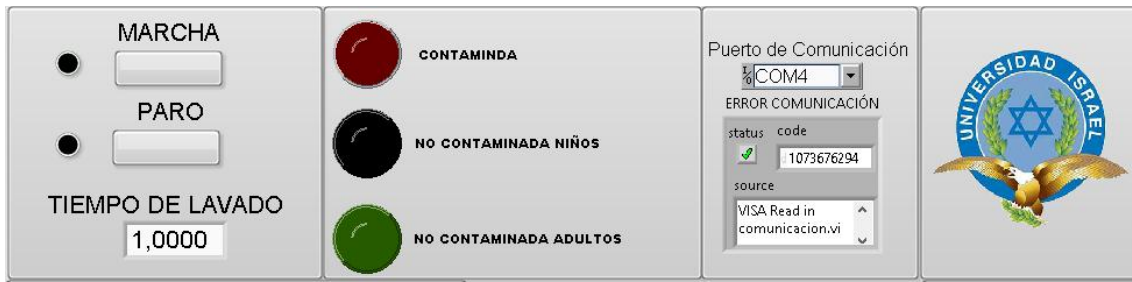 MARCHA
PARO
TIEMPO DE LAVADO
1,0000
CONTAMINDA
NO CONTAMINADA NIÑOS
NO CONTAMINADA ADULTOS
Puerto de Comunicación
COM4
ERROR COMUNICACIÓN
status code
1073676294
source
VISA Read in
comunicacion.vi
UNIVERSIDAD ISRAEL